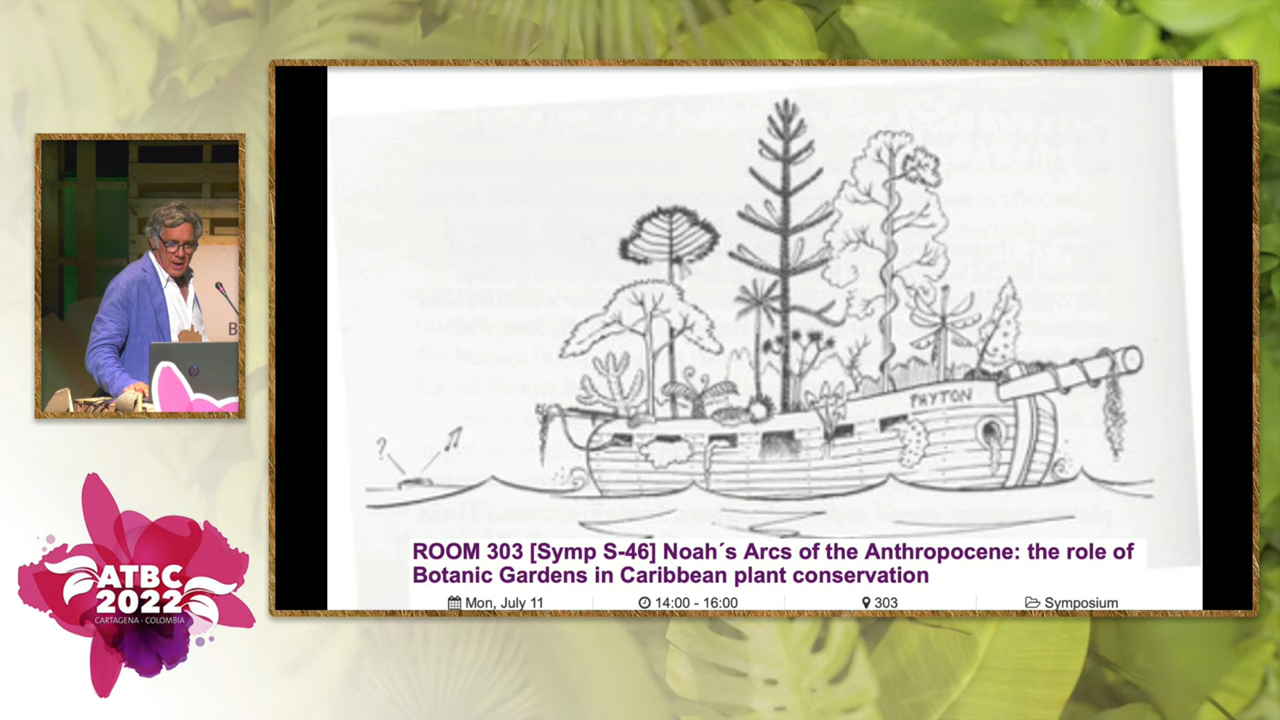 B
PHYTON
?
ROOM 303 [Symp S-46] Noah´s Arcs of the Anthropocene: the role of
Botanic Gardens in Caribbean plant conservation
Mon, July 11
14:00 - 16:00
303
Symposium
ATBC
2022
CARTAGENA - COLOMBIA